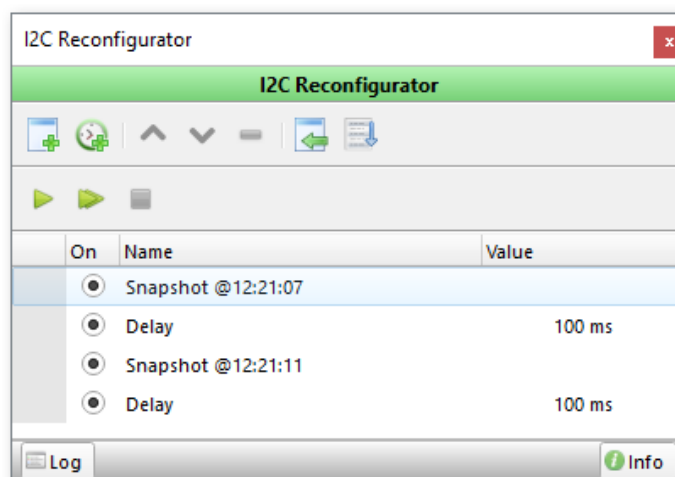 I2C Reconfigurator
x
I2C Reconfigurator
On Name Value
Snapshot @12:21:07
Delay 100 ms
Snapshot @12:21:11
Delay 100 ms
Log Info